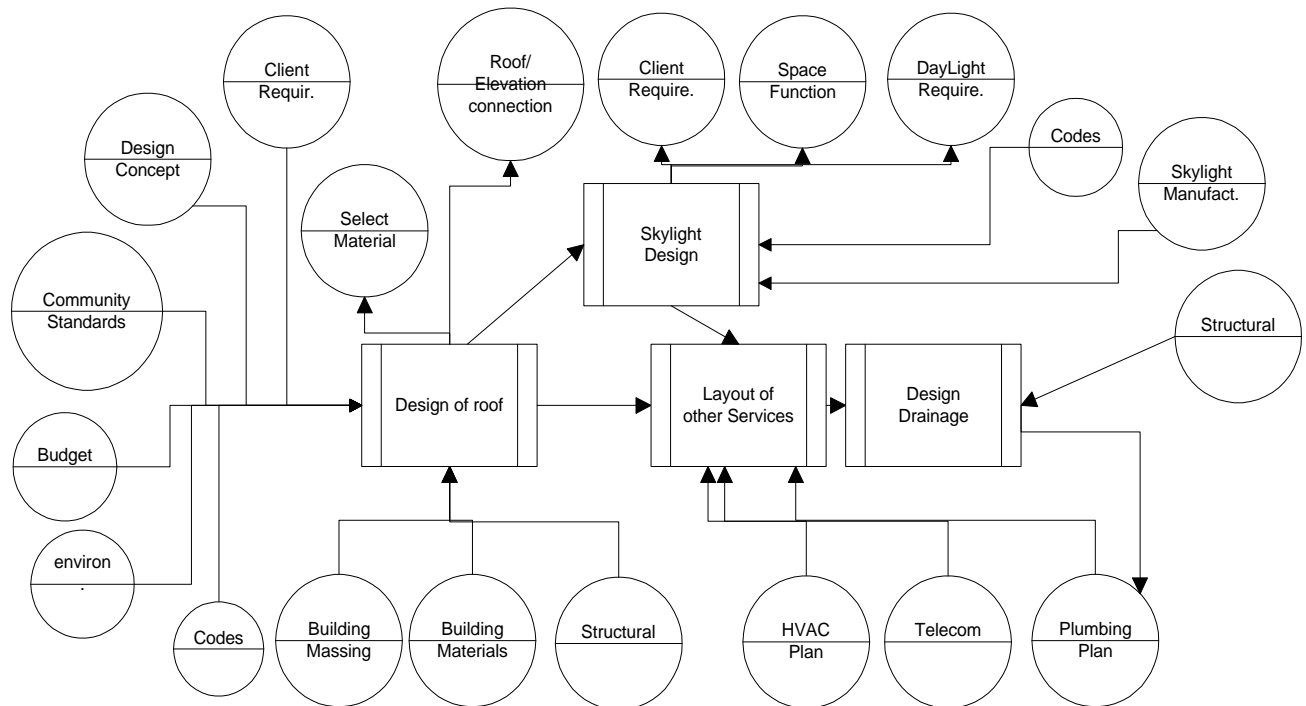 Client
Requir.
Roof/
Elevation
connection
Client
Require.
Space
Function
DayLight
Require.
Codes
Design
Concept
Skylight
Manufact.
Select
Material
Skylight
Design
Community
Standards
Structural
Design of roof
Layout of
other Services
Design
Drainage
Budget
environ
.
Codes
Building
Massing
Building
Materials
Structural
HVAC
Plan
Telecom
Plumbing
Plan